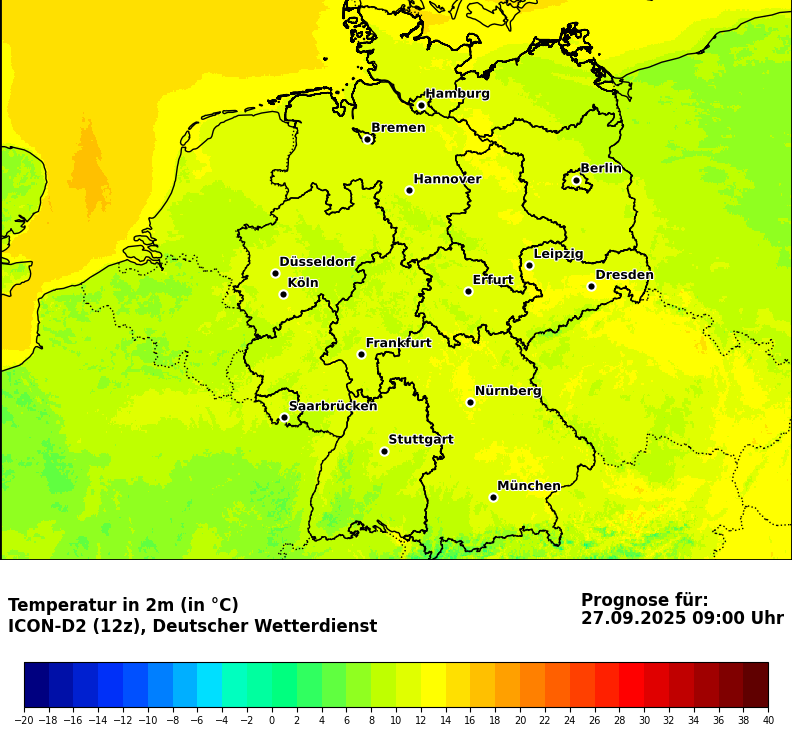 Hamburg
Bremen
Berlin
Hannover
Leipzig
Düsseldorf
Dresden
Köln
Erfurt
Frankfurt
Nürnberg
Saarbrücken
Stuttgart
München
Temperatur in 2m (in °C)
ICON-D2 (12z), Deutscher Wetterdienst
Prognose für:
27.09.2025 09:00 Uhr
−20 −18 −16 −14 −12 −10 −8 −6 −4 −2 0 2 4 6 8 10 12 14 16 18 20 22 24 26 28 30 32 34 36 38 40